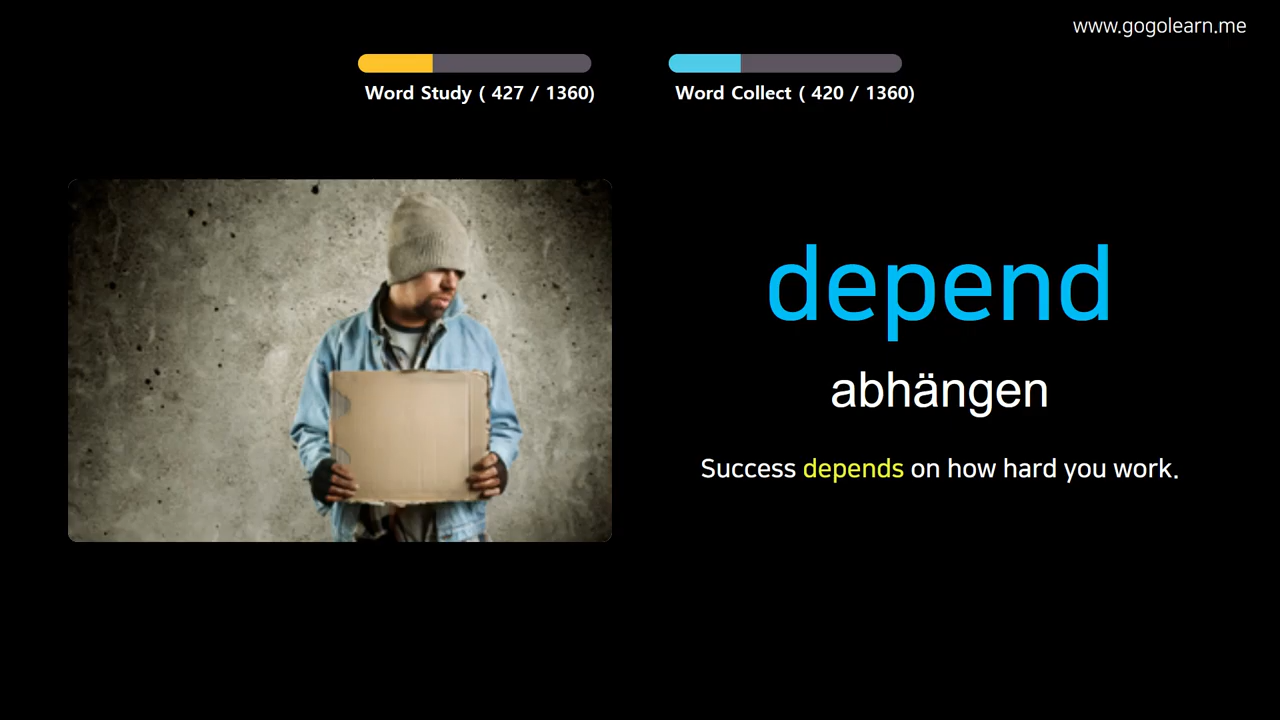 www.gogolearn.me
Word Study ( 427 / 1360)
Word Collect ( 420 / 1360)
depend
abhängen
Success depends on how hard you work.